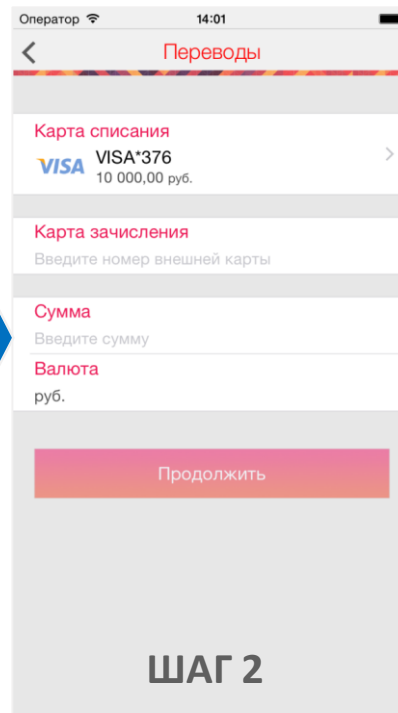 Оператор 14:01
Переводы
Карта списания
VISA VISA*376
10 000,00 руб.
Карта зачисления
Введите номер внешней карты
Сумма
Введите сумму
Валюта
руб.
Продолжить
ШАГ 2